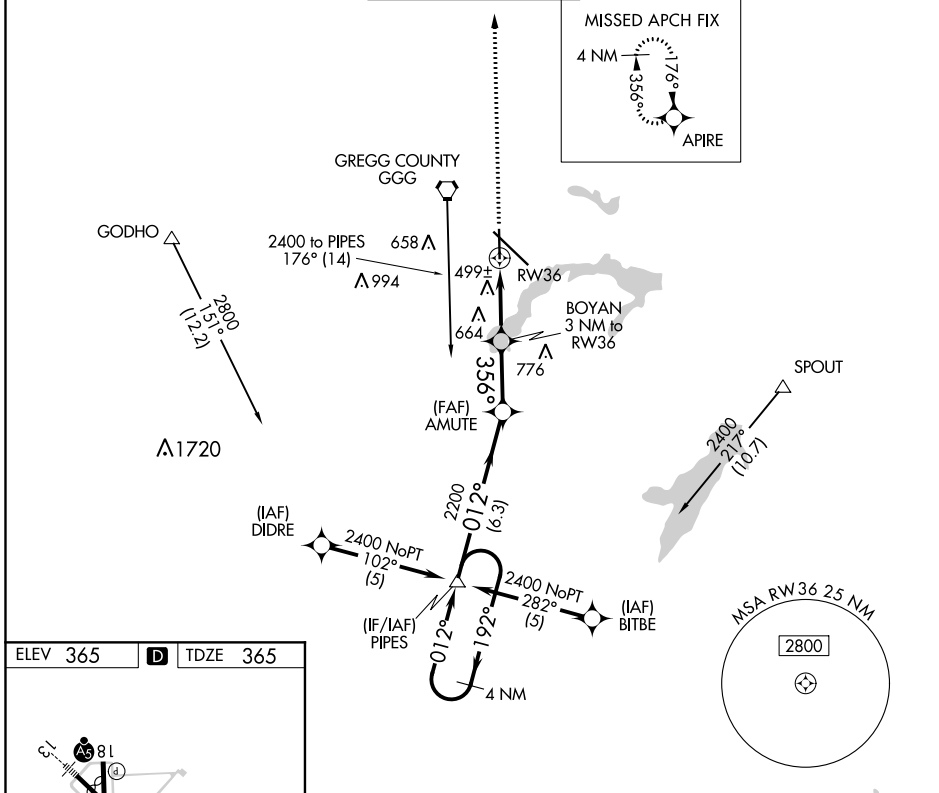 MISSED APCH FIX
4 NM
176°
356°
APIRE
GREGG COUNTY
GGG
GODHO
2400 to PIPES
176° (14)
658
994
499±
RW36
2800
151°
(12.2)
664
BOYAN
3 NM to
RW36
776
356°
SPOUT
(FAF)
AMUTE
2400
217°
(10.7)
1720
2200
012°
(6.3)
(IAF)
DIDRE
2400 NoPT
102°
(5)
2400 NoPT
282°
(5)
(IAF)
BITBE
(IF/IAF)
PIPES
012°
192°
4 NM
MSA RW36 25 NM
2800
ELEV 365 D TDZE 365
13
A5
18
P